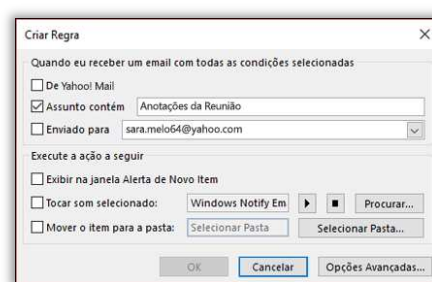 Criar Regra
Quando eu receber um email com todas as condições selecionadas
De Yahoo! Mail
Assunto contém Anotações da Reunião
Enviado para sara.melo64@yahoo.com
Execute a ação a seguir
Exibir na janela Alerta de Novo Item
Tocar som selecionado: Windows Notify Em Procurar...
Mover o item para a pasta: Selecionar Pasta Selecionar Pasta...
OK Cancelar Opções Avançadas...